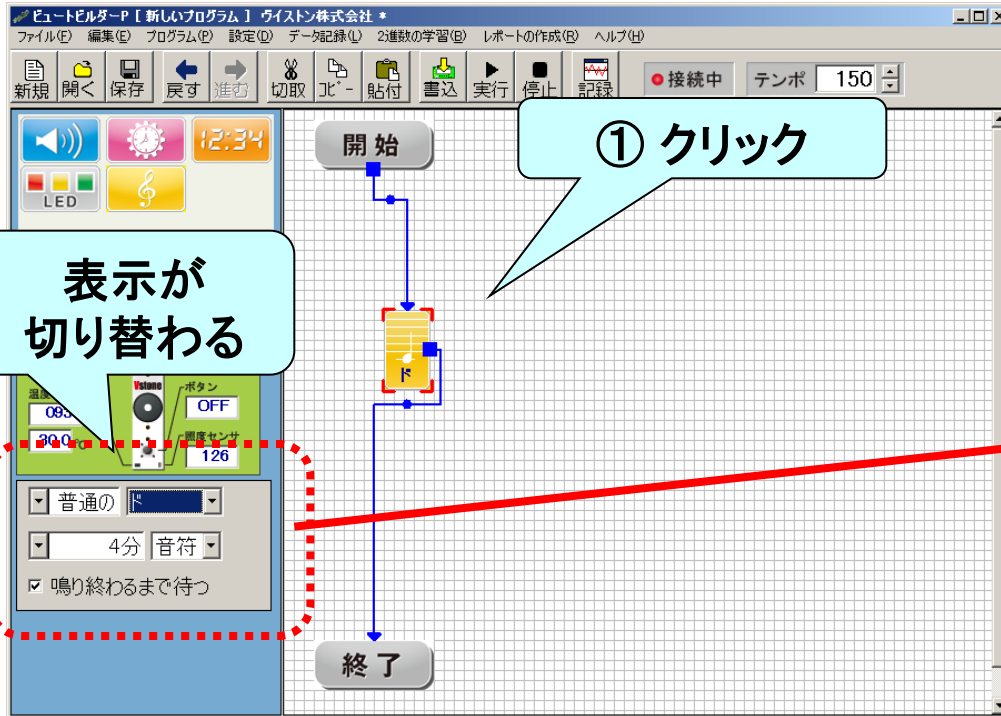 ビュートビルダーP [ 新しいプログラム ] ヴイストン株式会社 *
ファイル(F) 編集(E) プログラム(P) 設定(O) データ記録(L) 2進数の学習(B) レポートの作成(R) ヘルプ(H)
新規 開く 保存 戻す 進む 切取 コピー 貼付 書込 実行 停止 記録 接続中 テンポ 150
12:34
LED
開始
① クリック
表示が
切り替わる
ド
Vstone
ボタン
OFF
30.0 ℃
照度センサ
126
普通の ド
4分 音符
鳴り終わるまで待つ
終了